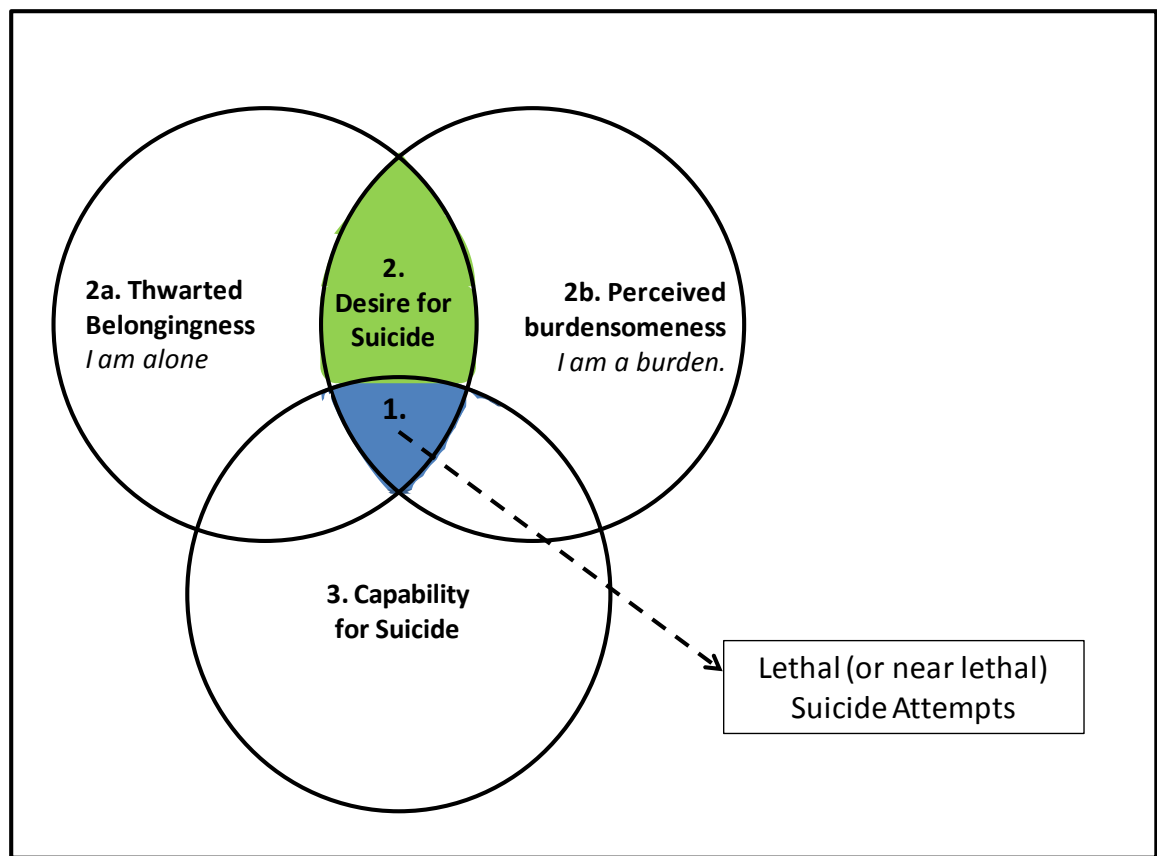 2a. Thwarted
Belongingness
I am alone
2.
Desire for
Suicide
2b. Perceived
burdensomeness
I am a burden.
1.
3. Capability
for Suicide
Lethal (or near lethal)
Suicide Attempts